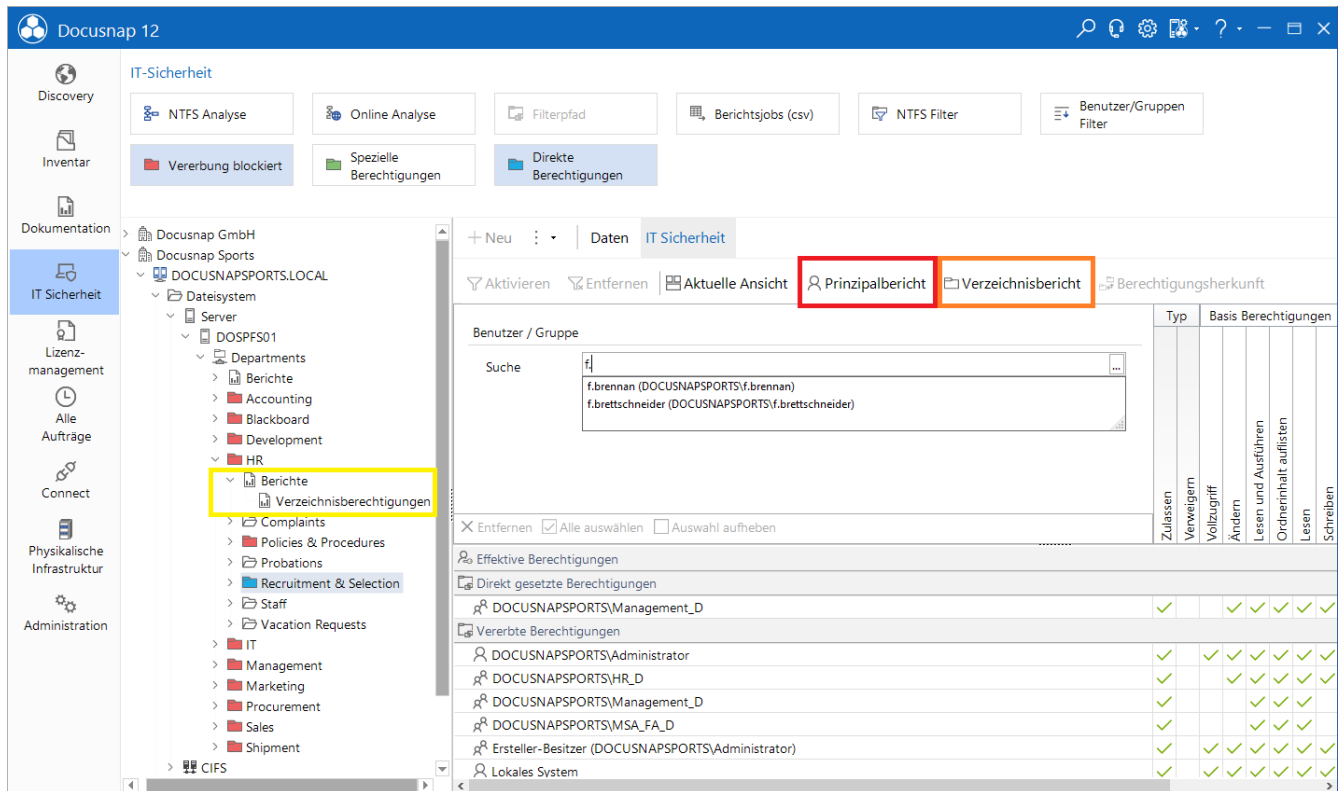 Docusnap 12
?
Discovery
Inventar
Dokumentation
IT Sicherheit
Lizenz-
management
Alle
Aufträge
Connect
Physikalische
Infrastruktur
Administration
IT-Sicherheit
NTFS Analyse
Online Analyse
Filterpfad
Berichtsjobs (csv)
NTFS Filter
Benutzer/Gruppen
Filter
Vererbung blockiert
Spezielle
Berechtigungen
Direkte
Berechtigungen
Docusnap GmbH
Docusnap Sports
DOCUSNAPSPORTS.LOCAL
Dateisystem
Server
DOSPFS01
Departments
Berichte
Accounting
Blackboard
Development
HR
Berichte
Verzeichnisberechtigungen
Complaints
Policies & Procedures
Probations
Recruitment & Selection
Staff
Vacation Requests
IT
Management
Marketing
Procurement
Sales
Shipment
CIFS
Neu
Daten
IT Sicherheit
Aktivieren
Entfernen
Aktuelle Ansicht
Prinzipalbericht
Verzeichnisbericht
Berechtigungsherkunft
Benutzer / Gruppe
Suche
f.
...
f.brennan (DOCUSNAPSPORTS\f.brennan)
f.brettschneider (DOCUSNAPSPORTS\f.brettschneider)
Entfernen
Alle auswählen
Auswahl aufheben
Typ
Basis Berechtigungen
Zulassen
Verweigern
Vollzugriff
Ändern
Lesen und Ausführen
Ordnerinhalt auflisten
Lesen
Schreiben
Effektive Berechtigungen
Direkt gesetzte Berechtigungen
DOCUSNAPSPORTS\Management_D
Vererbte Berechtigungen
DOCUSNAPSPORTS\Administrator
DOCUSNAPSPORTS\HR_D
DOCUSNAPSPORTS\Management_D
DOCUSNAPSPORTS\MSA_FA_D
Ersteller-Besitzer (DOCUSNAPSPORTS\Administrator)
Lokales System